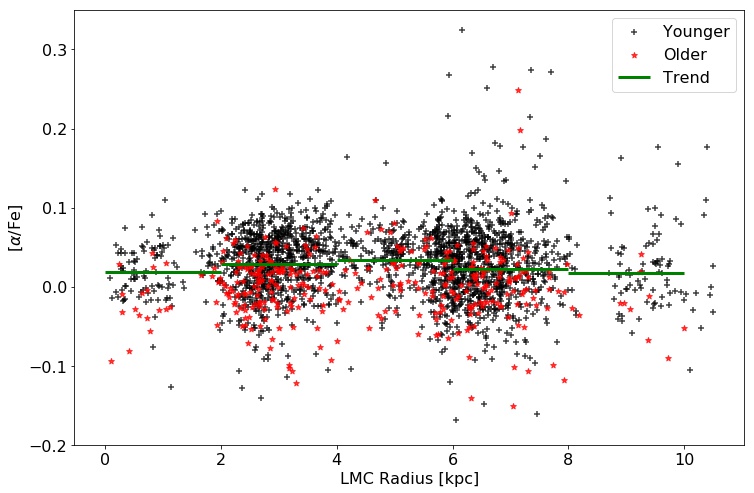 Younger
Older
Trend
0.3
0.2
0.1
0.0
−0.1
−0.2
[α/Fe]
0 2 4 6 8 10
LMC Radius [kpc]